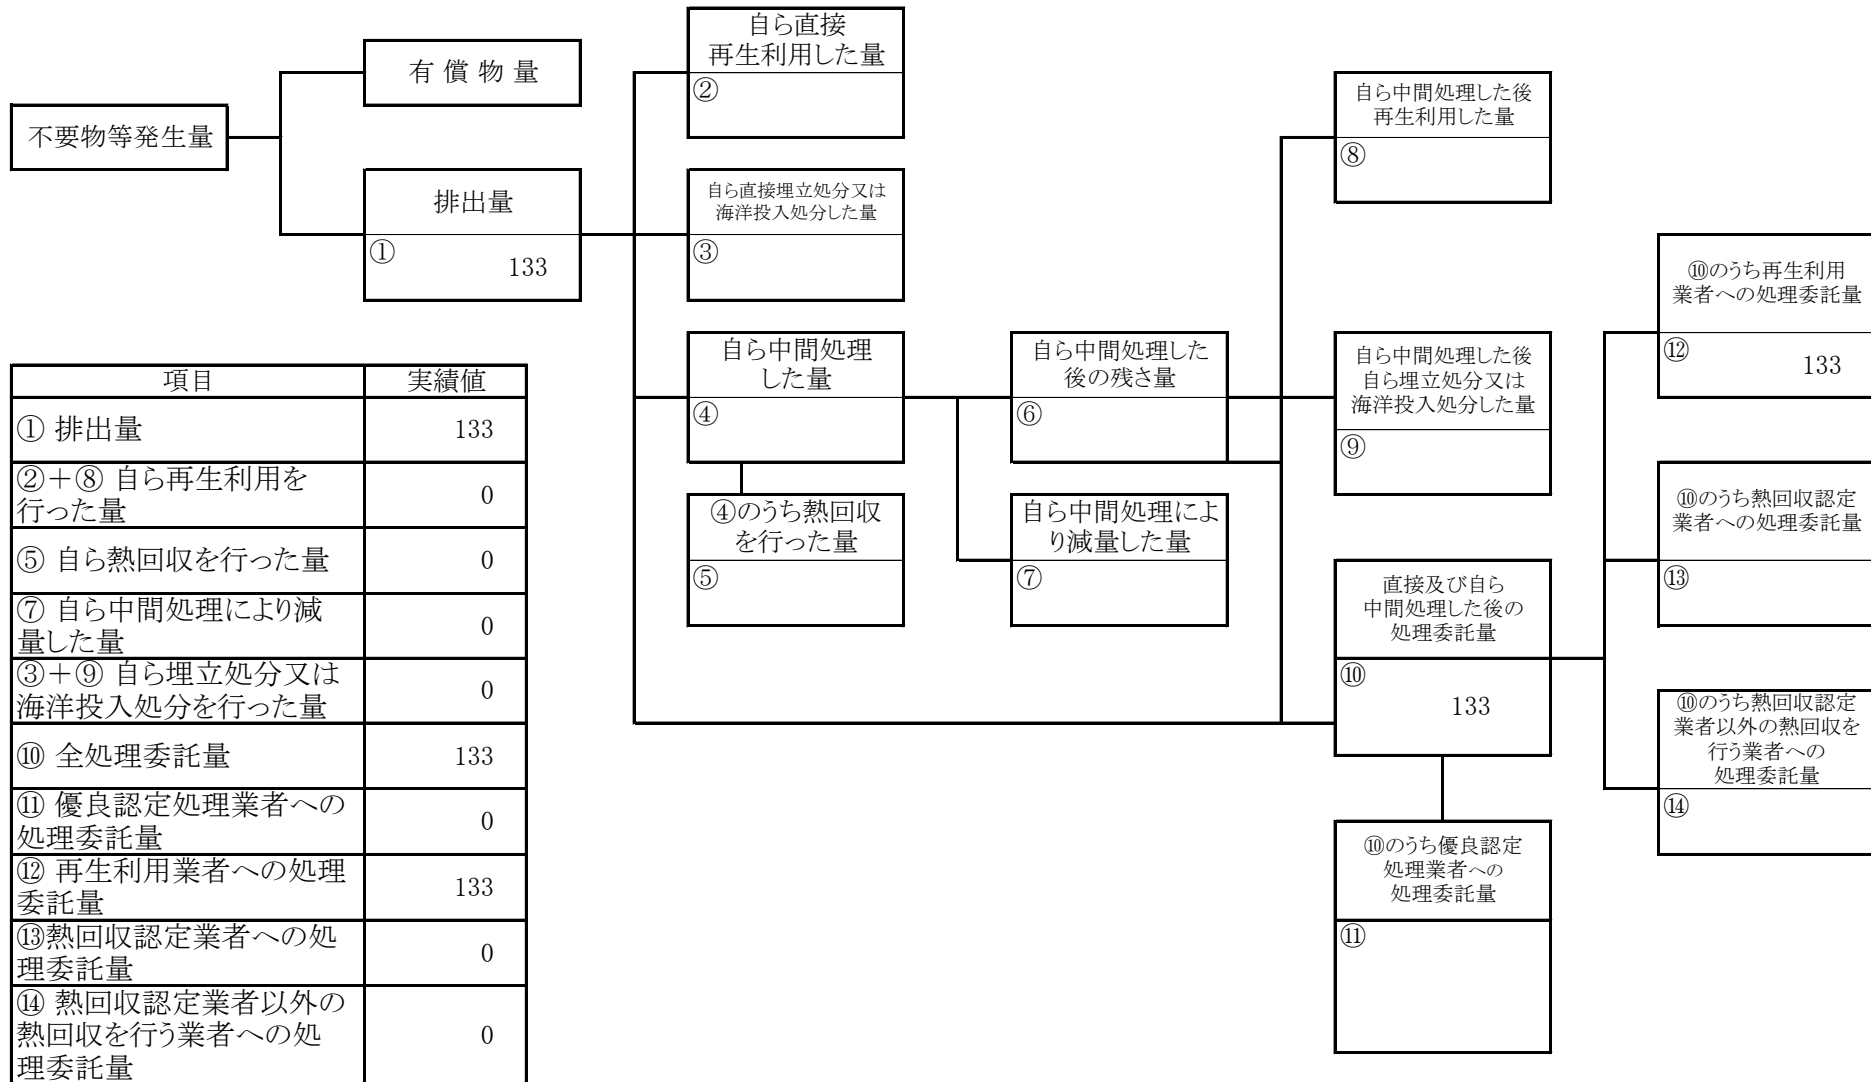 不要物等発生量
有 償 物 量
排出量
①
133
自ら直接
再生利用した量
②
自ら直接埋立処分又は
海洋投入処分した量
③
自ら中間処理
した量
④
④のうち熱回収
を行った量
⑤
自ら中間処理した
後の残さ量
⑥
自ら中間処理によ
り減量した量
⑦
自ら中間処理した後
再生利用した量
⑧
自ら中間処理した後
自ら埋立処分又は
海洋投入処分した量
⑨
直接及び自ら
中間処理した後の
処理委託量
⑩
133
⑩のうち優良認定
処理業者への
処理委託量
⑪
⑩のうち再生利用
業者への処理委託量
⑫
133
⑩のうち熱回収認定
業者への処理委託量
⑬
⑩のうち熱回収認定
業者以外の熱回収を
行う業者への
処理委託量
⑭
項目 実績値
① 排出量 133
②+⑧ 自ら再生利用を
行った量 0
⑤ 自ら熱回収を行った量 0
⑦ 自ら中間処理により減
量した量 0
③+⑨ 自ら埋立処分又は
海洋投入処分を行った量 0
⑩ 全処理委託量 133
⑪ 優良認定処理業者への
処理委託量 0
⑫ 再生利用業者への処理
委託量 133
⑬熱回収認定業者への処
理委託量 0
⑭ 熱回収認定業者以外の
熱回収を行う業者への処
理委託量 0